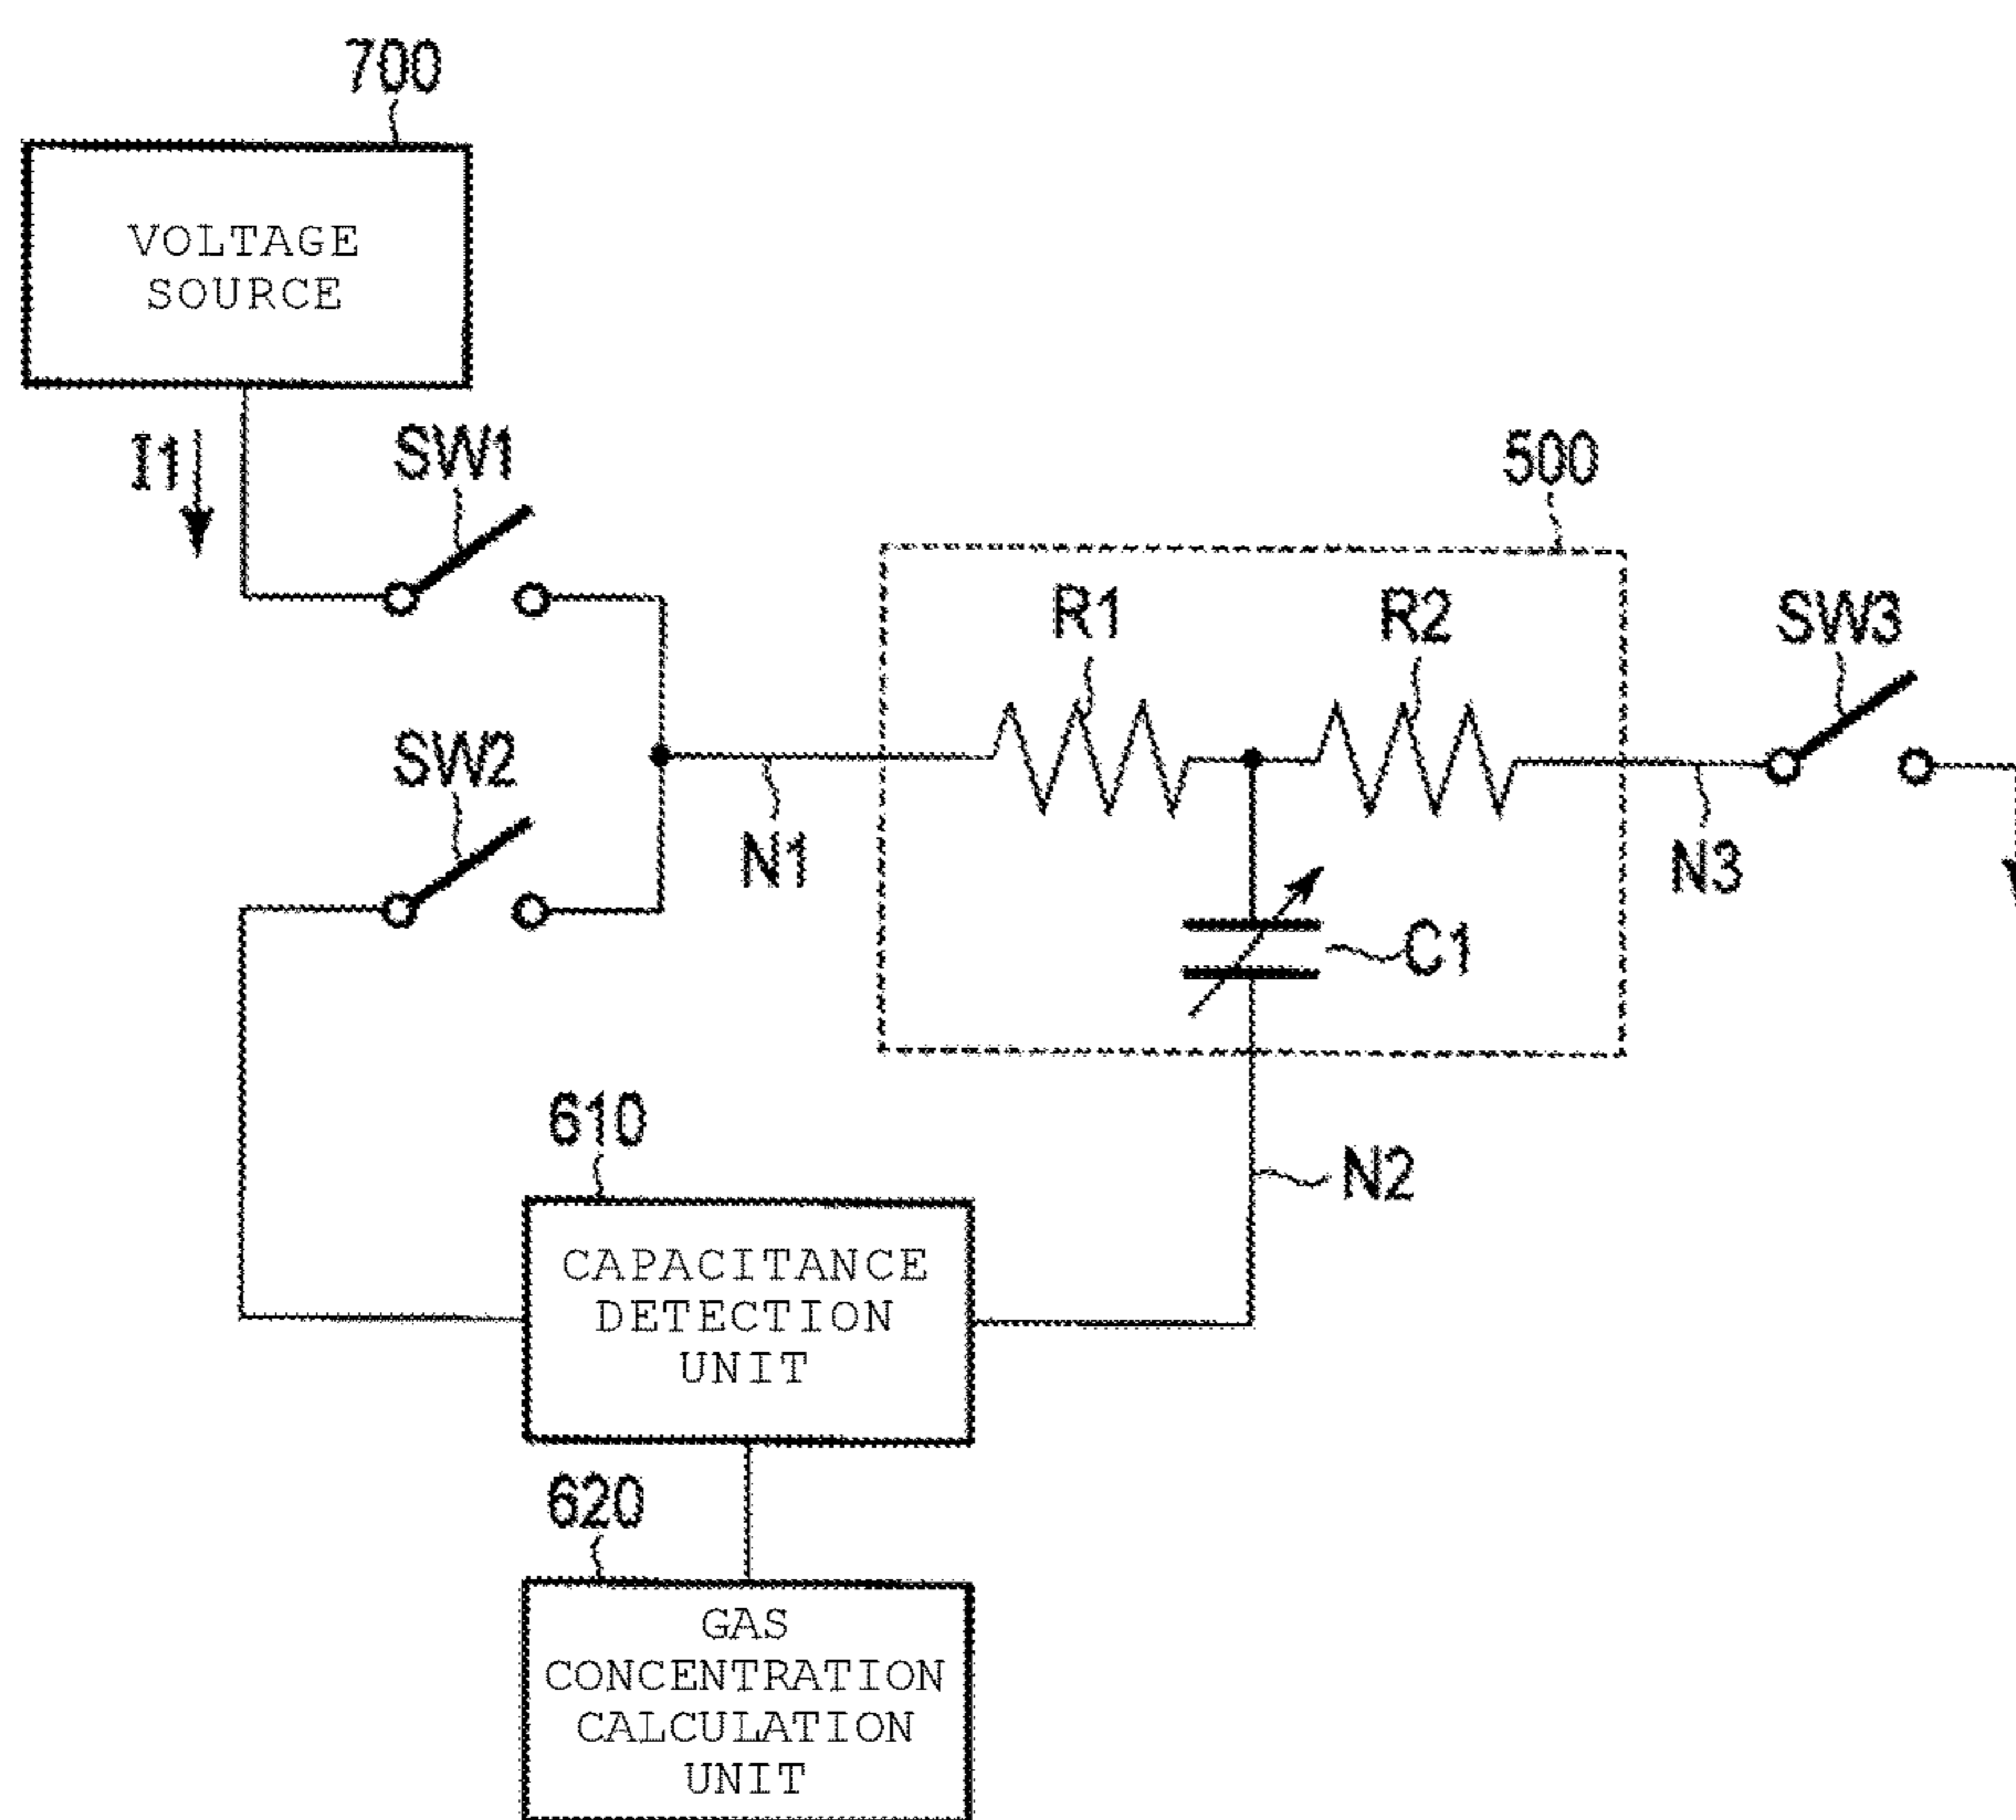 700
VOLTAGE
SOURCE
I1
SW1
500
R1
R2
SW3
SW2
N1
N3
C1
610
N2
CAPACITANCE
DETECTION
UNIT
620
GAS
CONCENTRATION
CALCULATION
UNIT